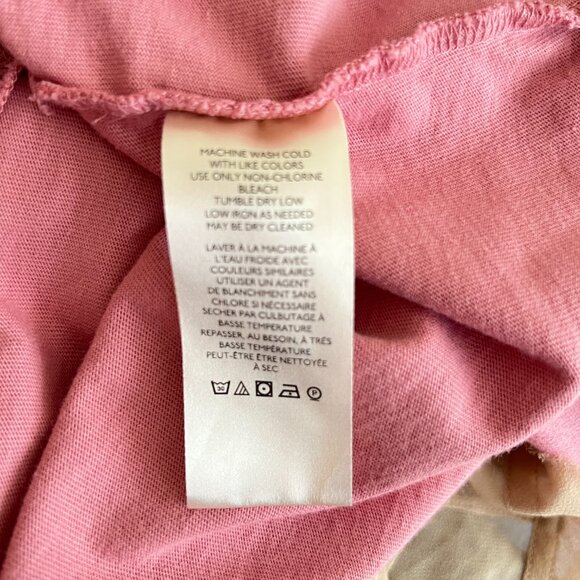 MACHINE WASH COLD
WITH LIKE COLORS
USE ONLY NON-CHLORINE
BLEACH
TUMBLE DRY LOW
LOW IRON AS NEEDED
MAY BE DRY CLEANED
LAVER À LA MACHINE À
L'EAU FROIDE AVEC
COULEURS SIMILAIRES
UTILISER UN AGENT
DE BLANCHIMENT SANS
CHLORE SI NÉCESSAIRE
SECHER PAR CULBUTAGE À
BASSE TEMPÉRATURE
REPASSER, AU BESOIN, À TRÈS
BASSE TEMPÉRATURE
PEUT-ÊTRE ÊTRE NETTOYÉE
À SEC
30 P